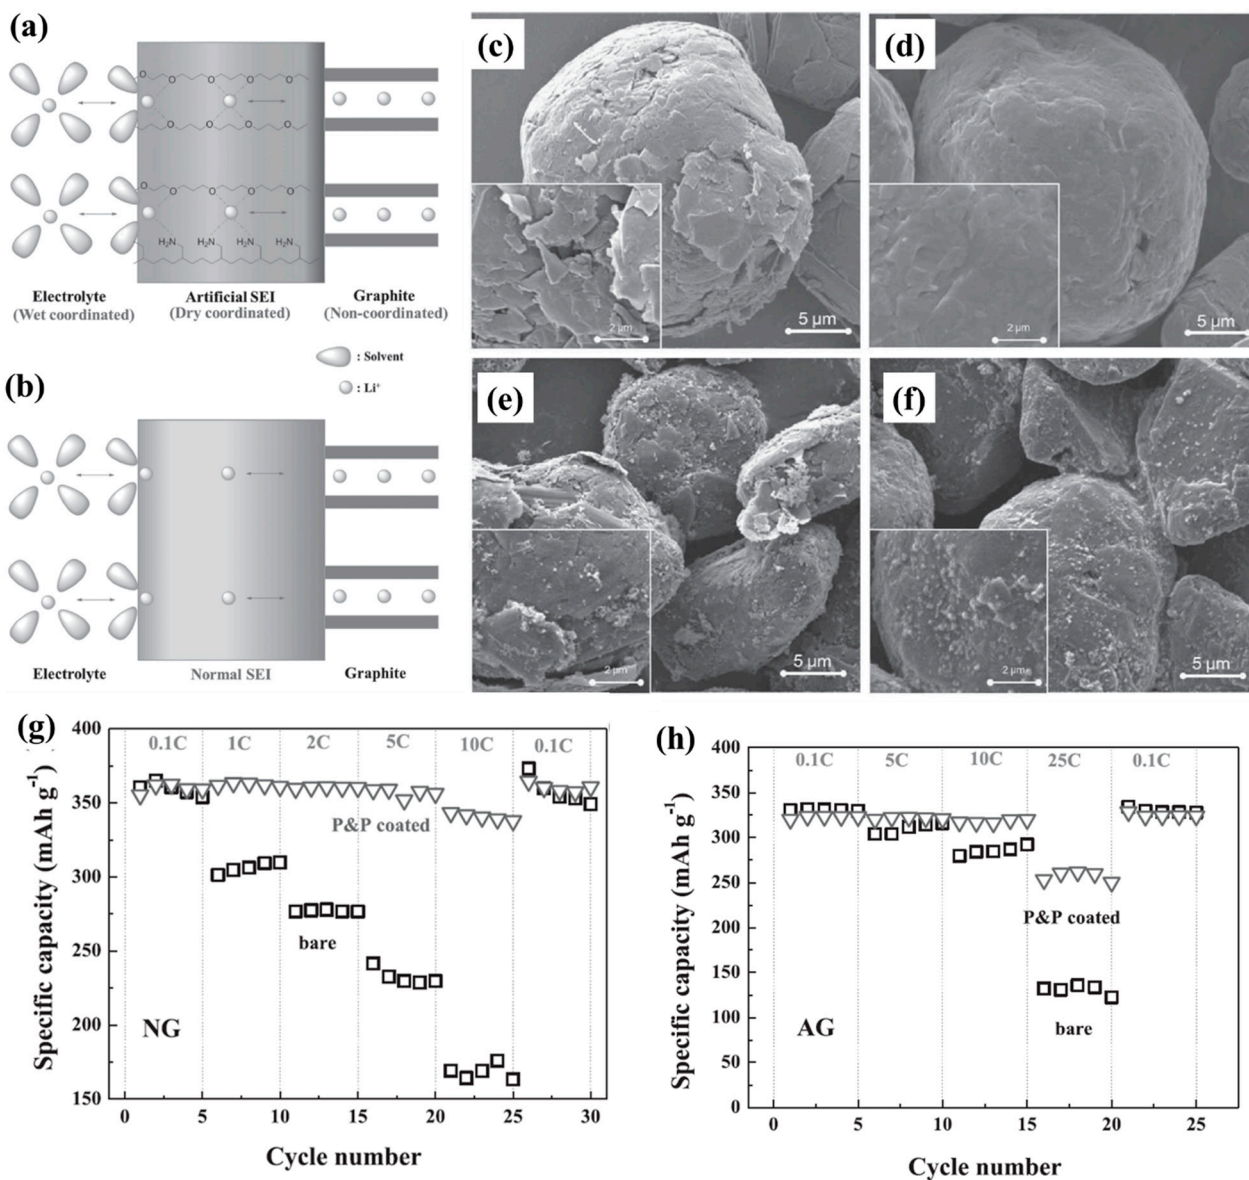 (a)
O O O O
O O O O
O O O O
H₂N H₂N H₂N H₂N
Electrolyte
(Wet coordinated)
Artificial SEI
(Dry coordinated)
Graphite
(Non-coordinated)
: Solvent
: Li⁺
(b)
Electrolyte
Normal SEI
Graphite
(c)
2 µm
5 µm
(d)
2 µm
5 µm
(e)
2 µm
5 µm
(f)
2 µm
5 µm
(g)
Specific capacity (mAh g⁻¹)
400
350
300
250
200
150
0.1C 1C 2C 5C 10C 0.1C
P&P coated
bare
NG
0 5 10 15 20 25 30
Cycle number
(h)
Specific capacity (mAh g⁻¹)
400
350
300
250
200
150
100
50
0
0.1C 5C 10C 25C 0.1C
P&P coated
bare
AG
0 5 10 15 20 25
Cycle number